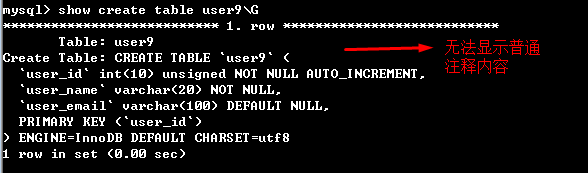 mysql> show create table user9\G
*************************** 1. row ***************************
Table: user9
Create Table: CREATE TABLE `user9` (
`user_id` int(10) unsigned NOT NULL AUTO_INCREMENT,
`user_name` varchar(20) NOT NULL,
`user_email` varchar(100) DEFAULT NULL,
PRIMARY KEY (`user_id`)
) ENGINE=InnoDB DEFAULT CHARSET=utf8
1 row in set (0.00 sec)
无法显示普通
注释内容